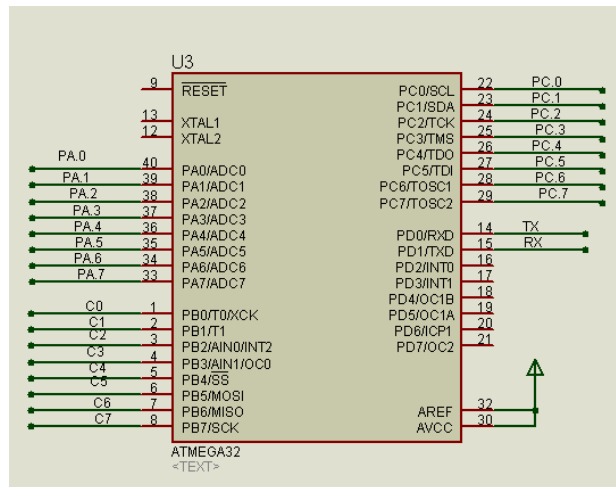 U3
9 RESET
13 XTAL1
12 XTAL2
PA.0 40 PA0/ADC0
PA.1 39 PA1/ADC1
PA.2 38 PA2/ADC2
PA.3 37 PA3/ADC3
PA.4 36 PA4/ADC4
PA.5 35 PA5/ADC5
PA.6 34 PA6/ADC6
PA.7 33 PA7/ADC7
C0 1 PB0/T0/XCK
C1 2 PB1/T1
C2 3 PB2/AIN0/INT2
C3 4 PB3/AIN1/OC0
C4 5 PB4/SS
C5 6 PB5/MOSI
C6 7 PB6/MISO
C7 8 PB7/SCK
PC0/SCL 22 PC.0
PC1/SDA 23 PC.1
PC2/TCK 24 PC.2
PC3/TMS 25 PC.3
PC4/TDO 26 PC.4
PC5/TDI 27 PC.5
PC6/TOSC1 28 PC.6
PC7/TOSC2 29 PC.7
PD0/RXD 14 TX
PD1/TXD 15 RX
PD2/INT0 16
PD3/INT1 17
PD4/OC1B 18
PD5/OC1A 19
PD6/ICP1 20
PD7/OC2 21
AREF 32
AVCC 30
ATMEGA32
<TEXT>